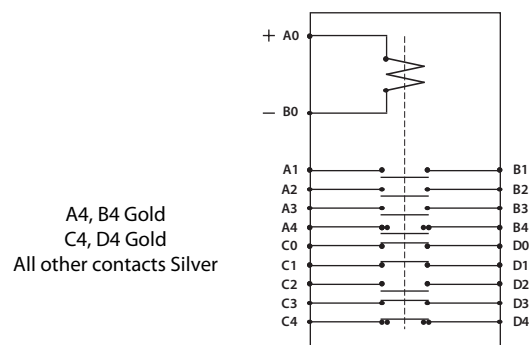 + A0
− B0
A1 B1
A2 B2
A3 B3
A4 B4
C0 D0
C1 D1
C2 D2
C3 D3
C4 D4
A4, B4 Gold
C4, D4 Gold
All other contacts Silver